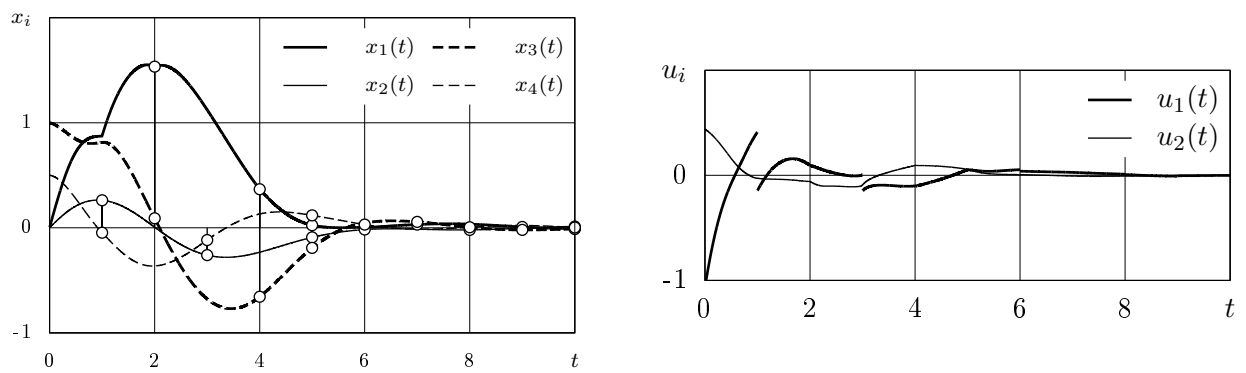 x_i
x_1(t) x_3(t)
x_2(t) x_4(t)
1
0
-1
0 2 4 6 8 t
u_i
u_1(t)
u_2(t)
0
-1
0 2 4 6 8 t